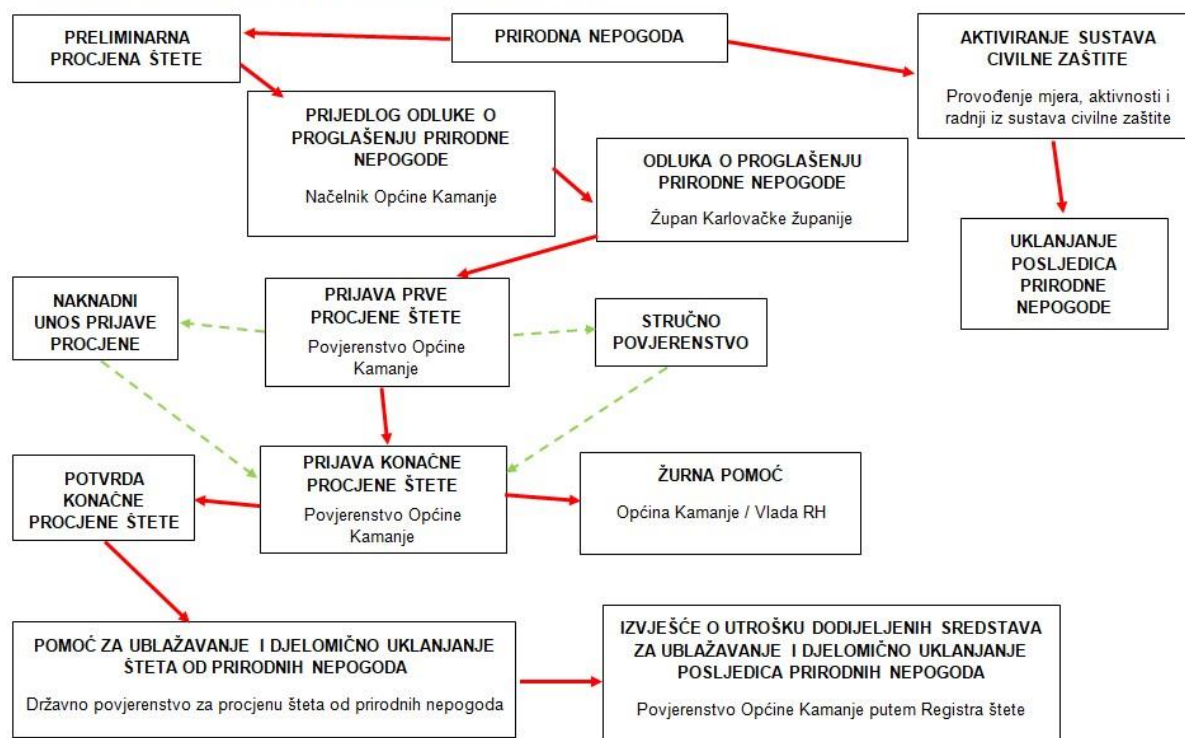 PRIRODNA NEPOGODA
PRELIMINARNA
PROCJENA ŠTETE
AKTIVIRANJE SUSTAVA
CIVILNE ZAŠTITE
Provođenje mjera, aktivnosti i
radnji iz sustava civilne zaštite
PRIJEDLOG ODLUKE O
PROGLAŠENJU PRIRODNE
NEPOGODE
Načelnik Općine Kamanje
ODLUKA O PROGLAŠENJU
PRIRODNE NEPOGODE
Župan Karlovačke županije
UKLANJANJE
POSLJEDICA
PRIRODNE
NEPOGODE
NAKNADNI
UNOS PRIJAVE
PROCJENE
PRIJAVA PRVE
PROCJENE ŠTETE
Povjerenstvo Općine
Kamanje
STRUČNO
POVJERENSTVO
POTVRDA
KONAČNE
PROCJENE ŠTETE
PRIJAVA KONAČNE
PROCJENE ŠTETE
Povjerenstvo Općine
Kamanje
ŽURNA POMOĆ
Općina Kamanje / Vlada RH
POMOĆ ZA UBLAŽAVANJE I DJELOMIČNO UKLANJANJE
ŠTETA OD PRIRODNIH NEPOGODA
Državno povjerenstvo za procjenu šteta od prirodnih nepogoda
IZVJEŠĆE O UTROŠKU DODIJELJENIH SREDSTAVA
ZA UBLAŽAVANJE I DJELOMIČNO UKLANJANJE
POSLJEDICA PRIRODNIH NEPOGODA
Povjerenstvo Općine Kamanje putem Registra štete